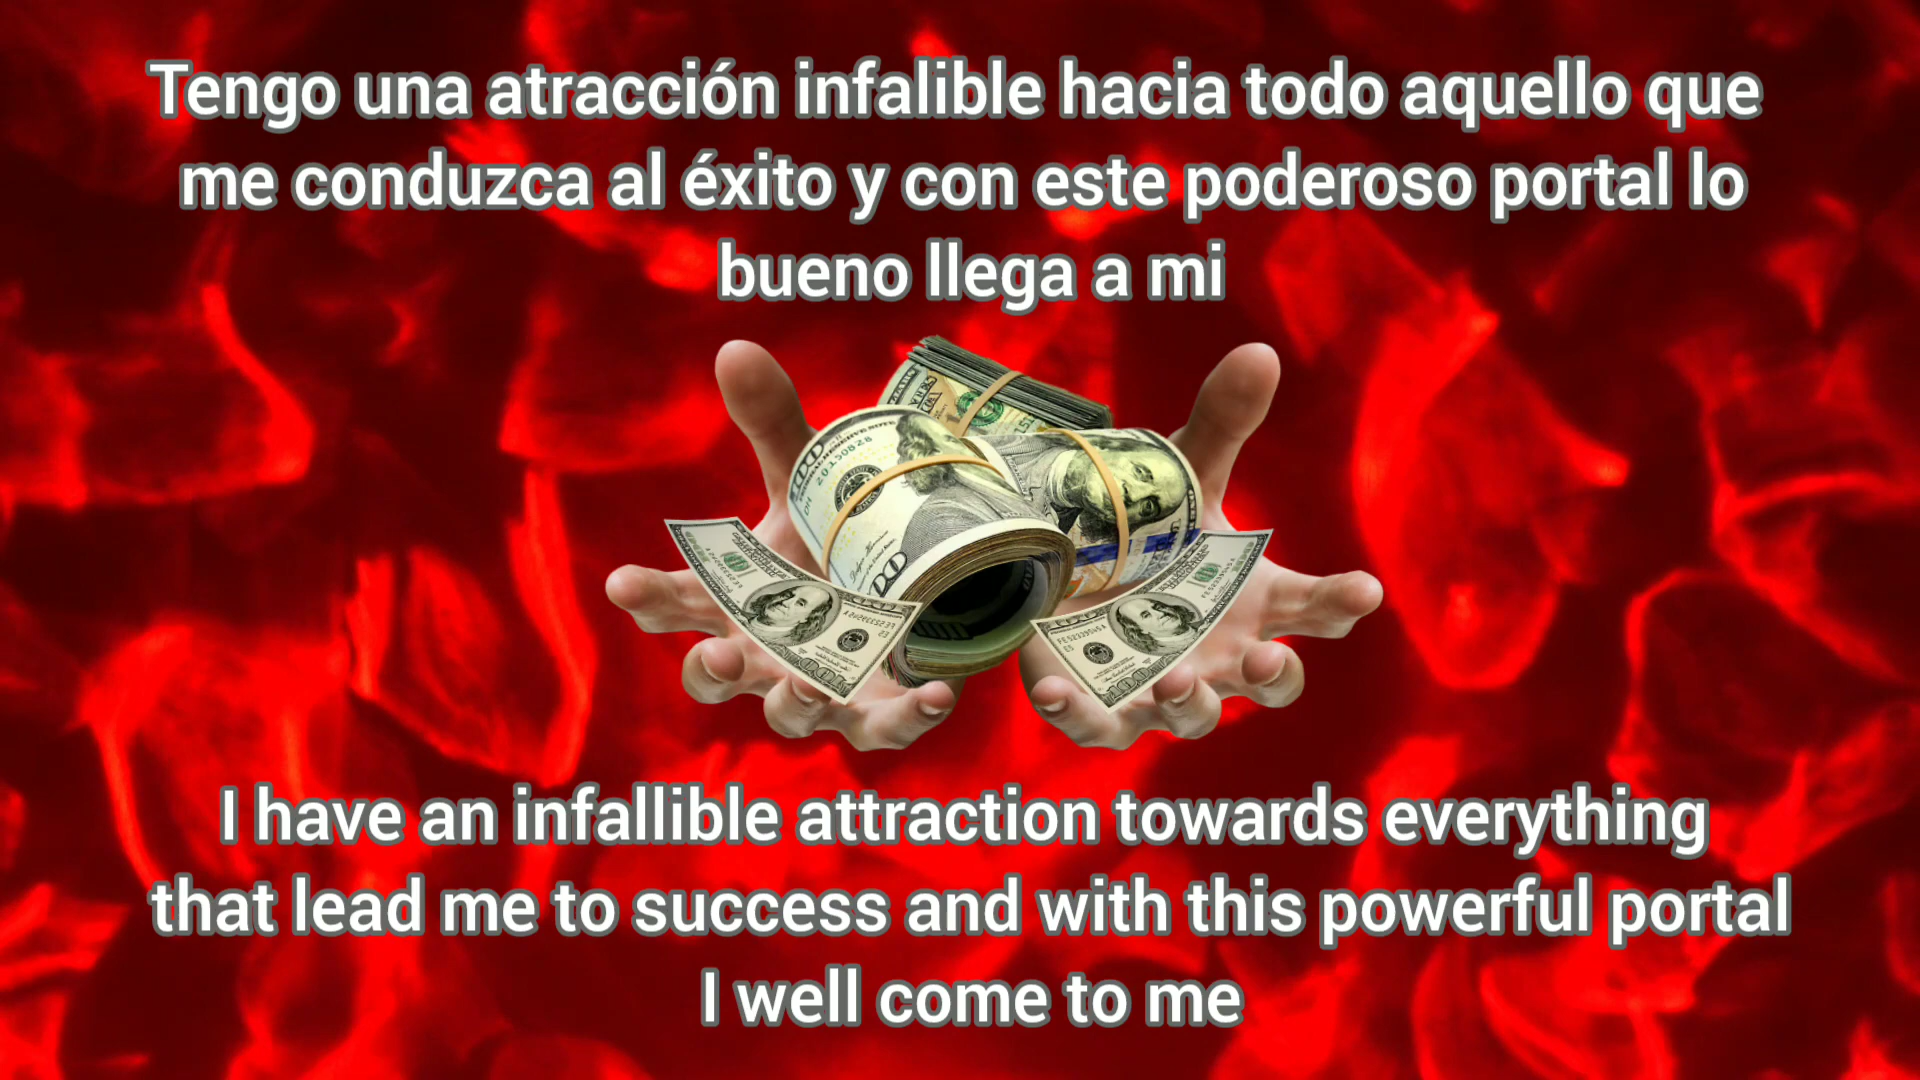 Tengo una atracción infalible hacia todo aquello que
me conduzca al éxito y con este poderoso portal lo
bueno llega a mi
I have an infallible attraction towards everything
that lead me to success and with this powerful portal
I well come to me